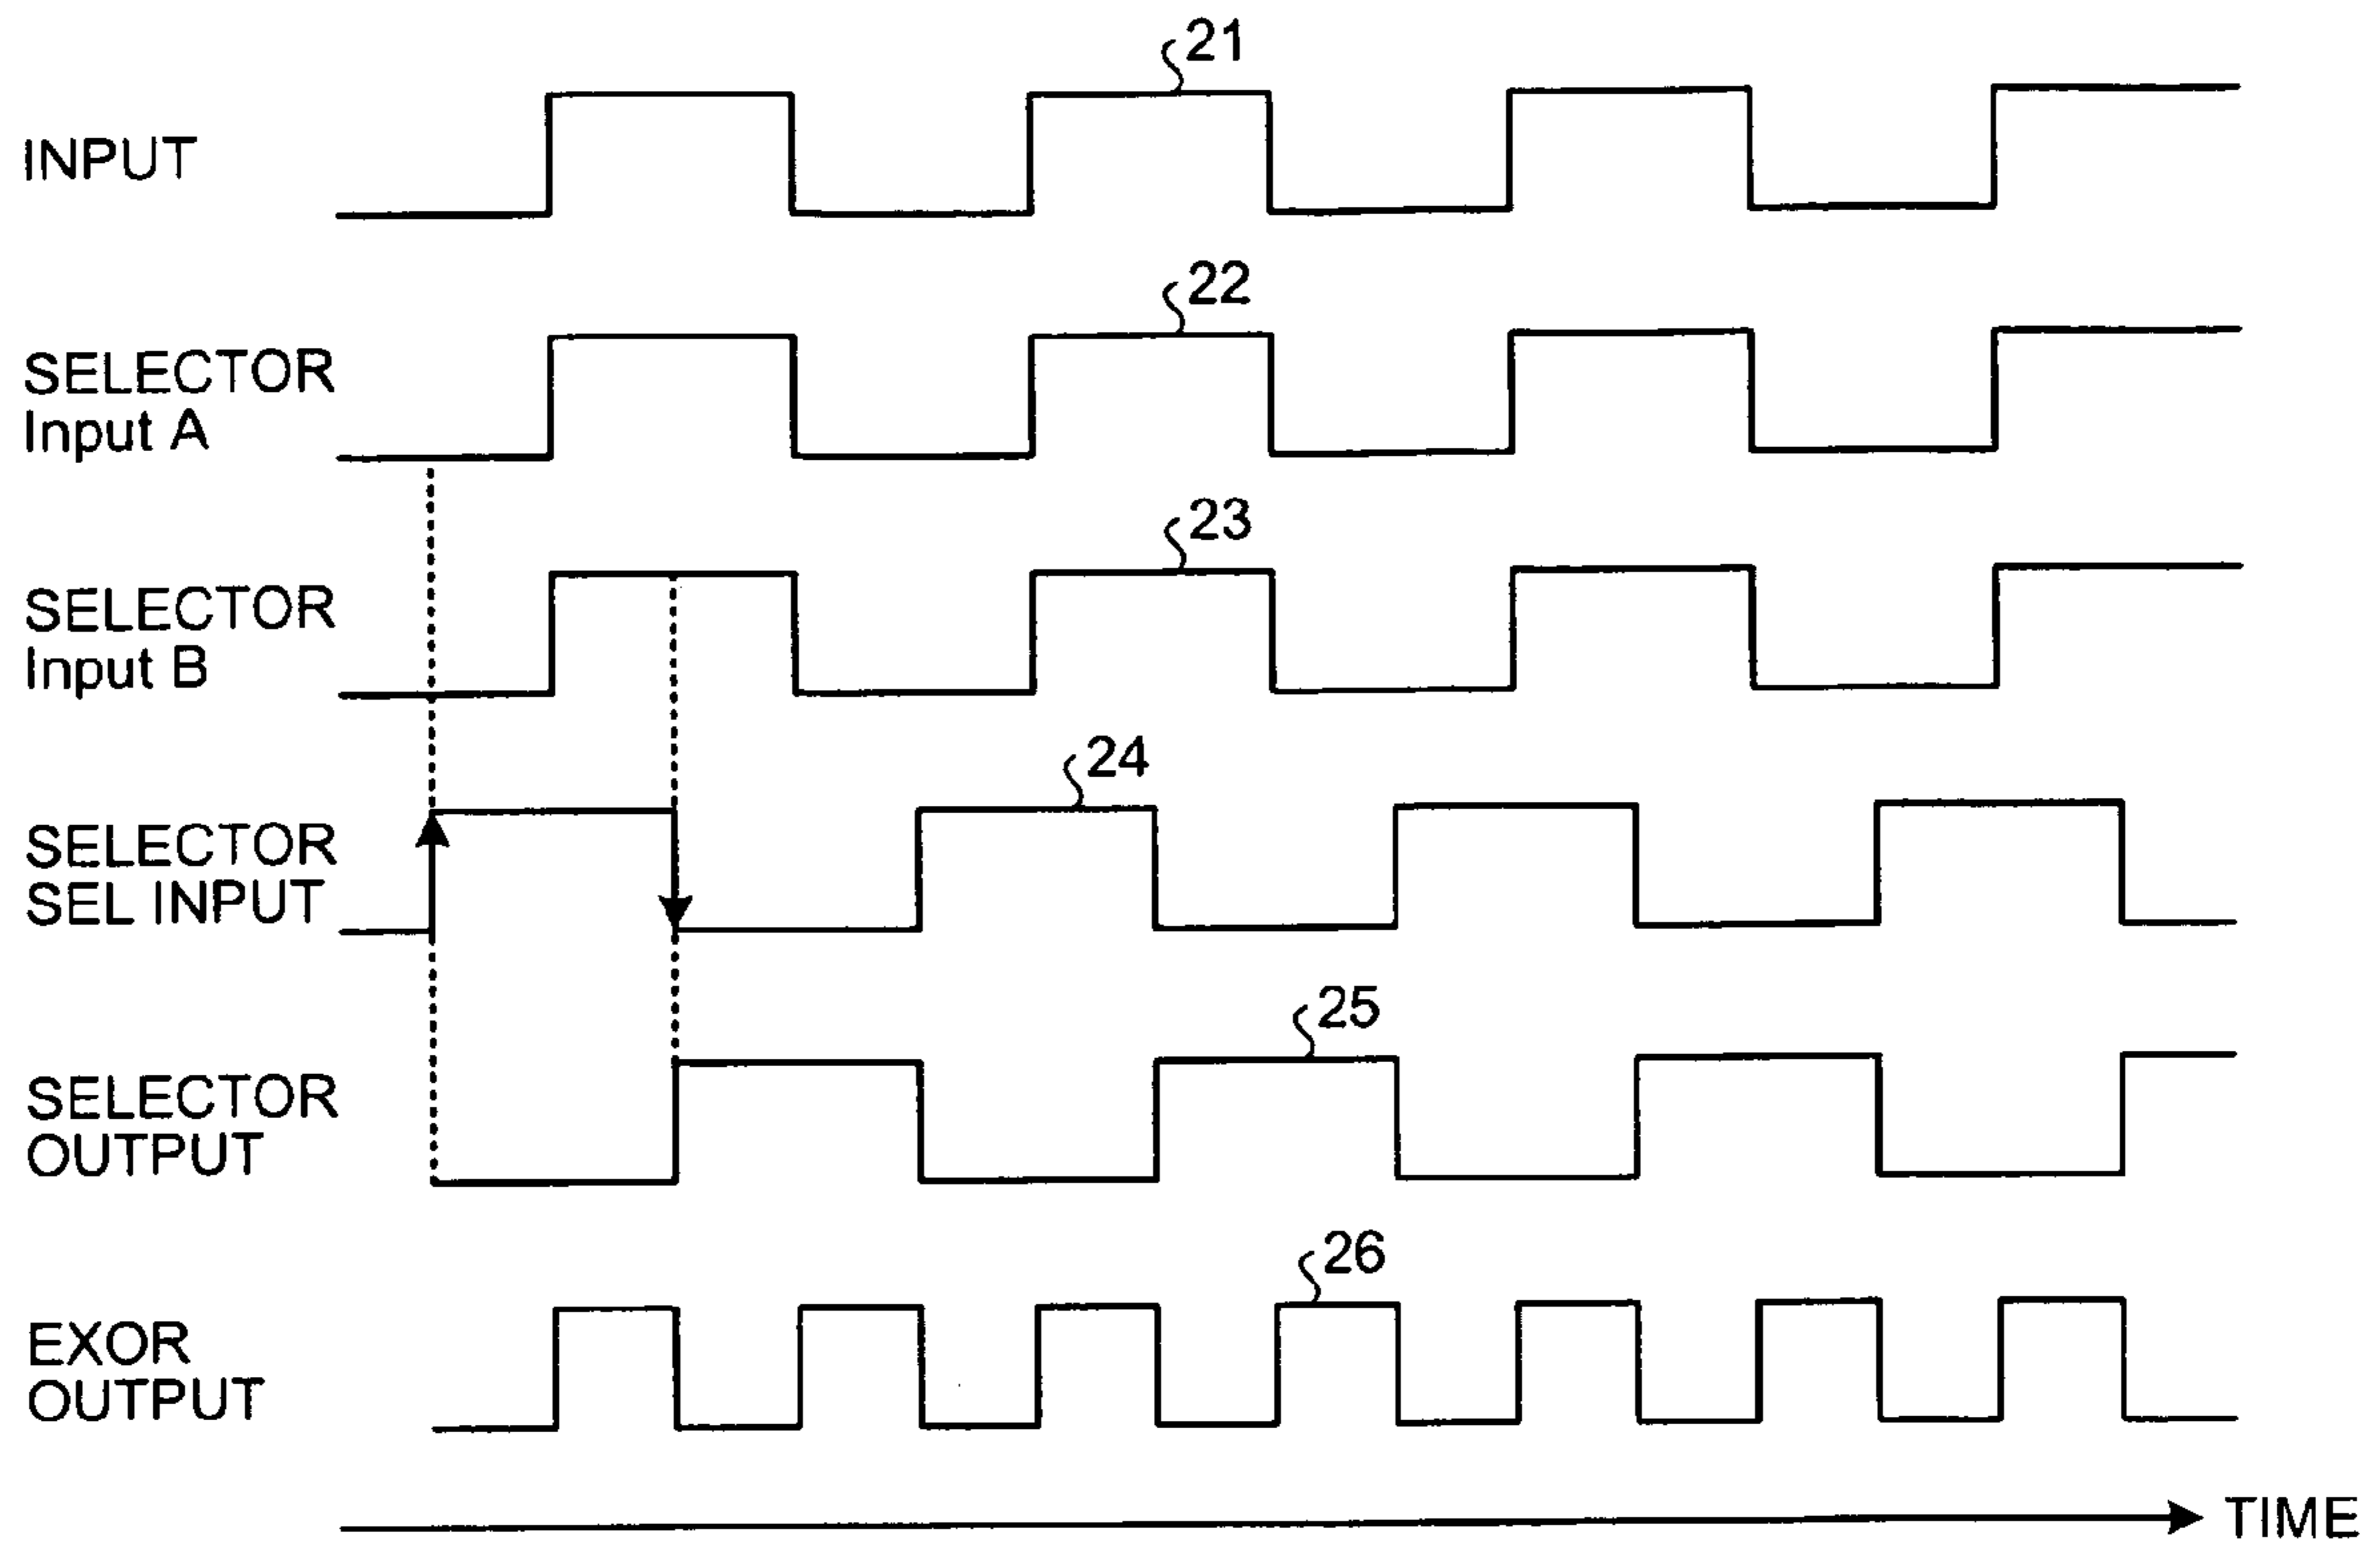 21
INPUT
22
SELECTOR
Input A
23
SELECTOR
Input B
24
SELECTOR
SEL INPUT
25
SELECTOR
OUTPUT
26
EXOR
OUTPUT
TIME